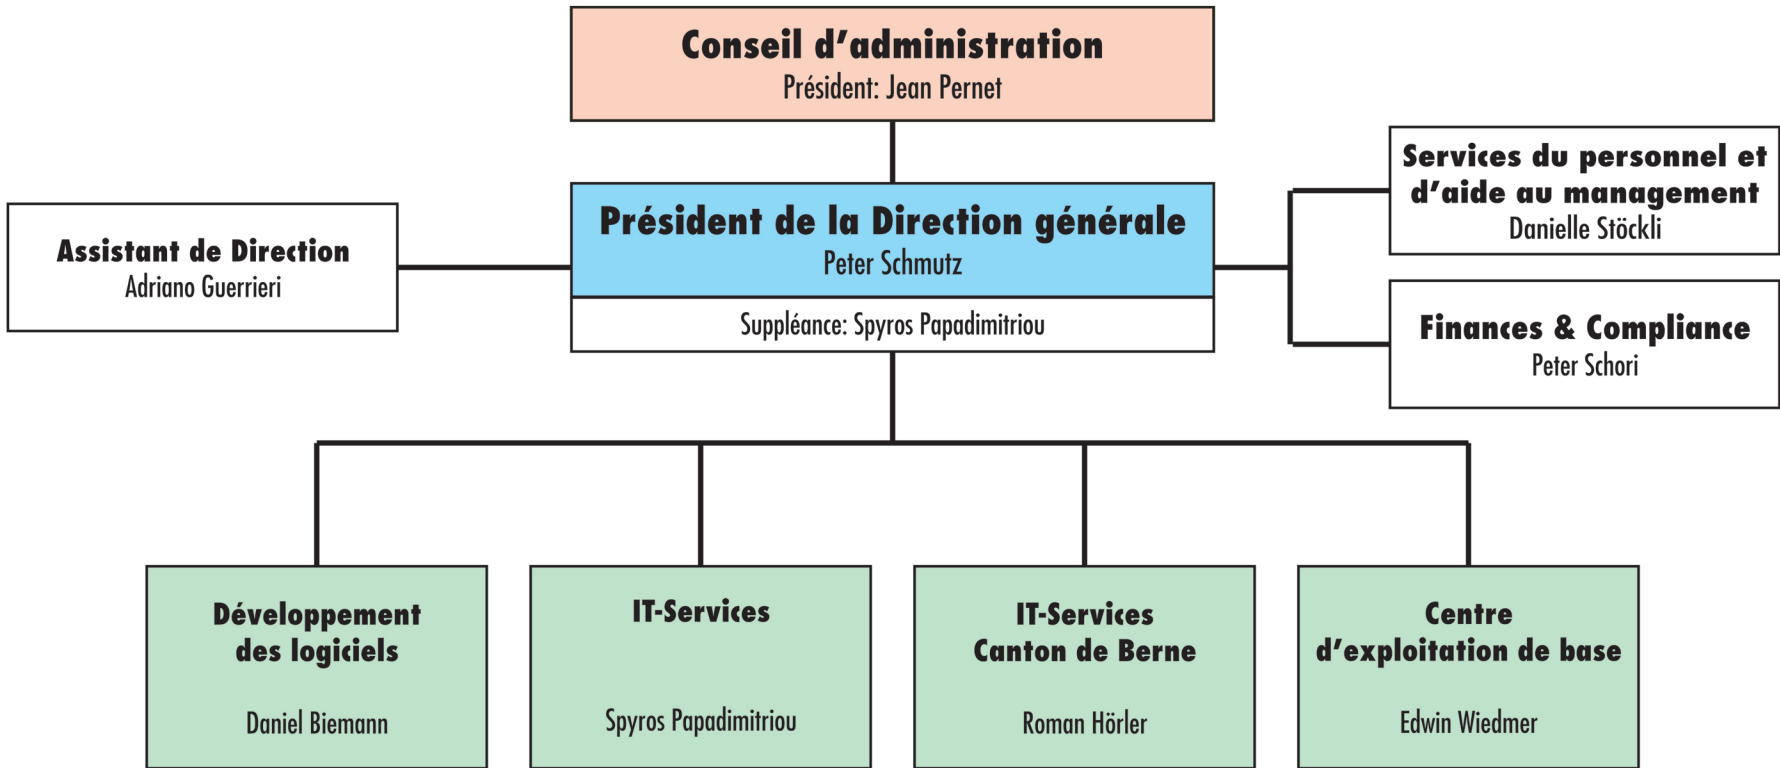 Conseil d’administration
Président: Jean Pernet
Services du personnel et
d’aide au management
Danielle Stöckli
Président de la Direction générale
Peter Schmutz
Suppléance: Spyros Papadimitriou
Assistant de Direction
Adriano Guerrieri
Finances & Compliance
Peter Schori
Développement
des logiciels
Daniel Biemann
IT-Services
Spyros Papadimitriou
IT-Services
Canton de Berne
Roman Hörler
Centre
d’exploitation de base
Edwin Wiedmer